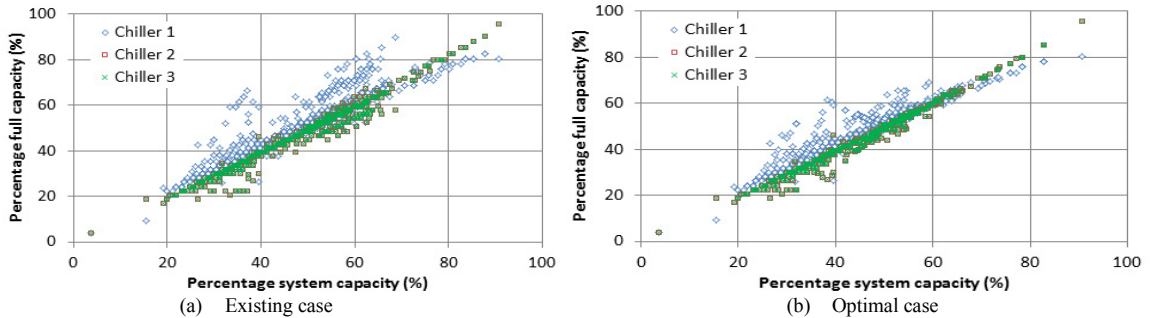 Percentage full capacity (%)
100
80
60
40
20
0
Chiller 1
Chiller 2
Chiller 3
0 20 40 60 80 100
Percentage system capacity (%)
(a) Existing case
Percentage full capacity (%)
100
80
60
40
20
0
Chiller 1
Chiller 2
Chiller 3
0 20 40 60 80 100
Percentage system capacity (%)
(b) Optimal case